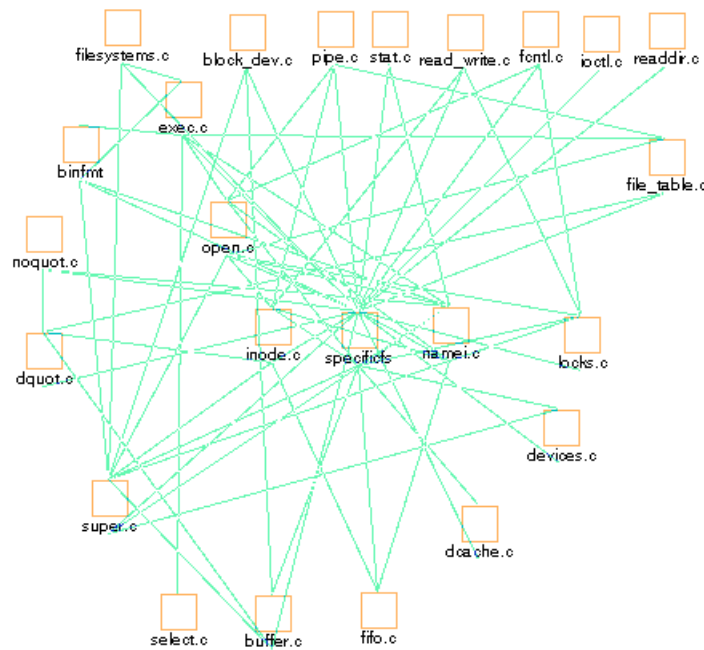 filesystems.c
block_dev.c
pipe.c
stat.c
read_write.c
fcntl.c
ioctl.c
readdir.c
exec.c
binfmt
file_table.c
open.c
noquot.c
inode.c
specificfs
namei.c
locks.c
dquot.c
devices.c
super.c
dcache.c
select.c
buffer.c
fifo.c